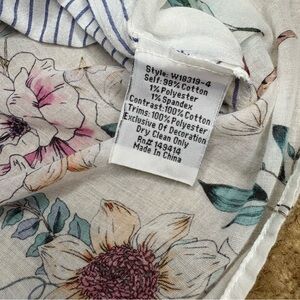 Style: W18319-4
Self: 98% Cotton
1% Polyester
1% Spandex
Contrast: 100% Cotton
Trims: 100% Polyester
Exclusive Of Decoration
Dry Clean Only
Rn# 149414
Made In China